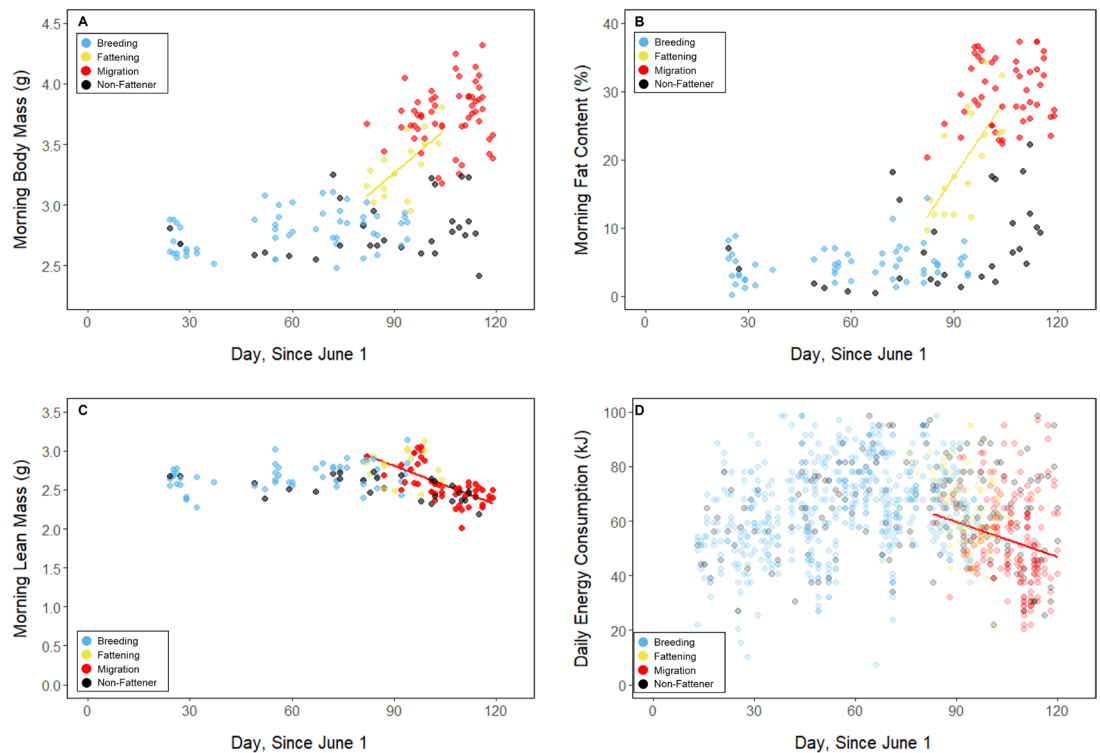 A
Breeding
Fattening
Migration
Non-Fattener
Morning Body Mass (g)
4.5
4.0
3.5
3.0
2.5
0 30 60 90 120
Day, Since June 1
B
Breeding
Fattening
Migration
Non-Fattener
Morning Fat Content (%)
40
30
20
10
0
0 30 60 90 120
Day, Since June 1
C
Morning Lean Mass (g)
3.5
3.0
2.5
2.0
1.5
1.0
0.5
0.0
Breeding
Fattening
Migration
Non-Fattener
0 30 60 90 120
Day, Since June 1
D
Daily Energy Consumption (kJ)
100
80
60
40
20
0
Breeding
Fattening
Migration
Non-Fattener
0 30 60 90 120
Day, Since June 1